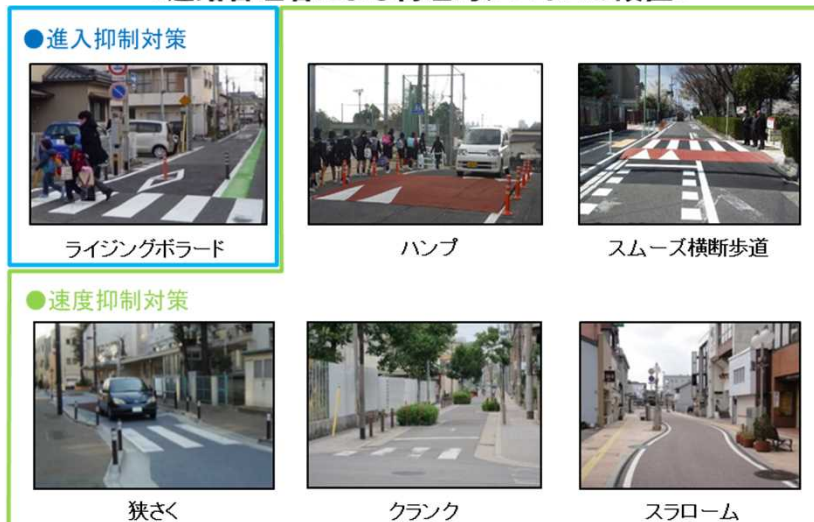 ●進入抑制対策
ライジングボラード
ハンプ
スムーズ横断歩道
●速度抑制対策
狭さく
クランク
スラローム